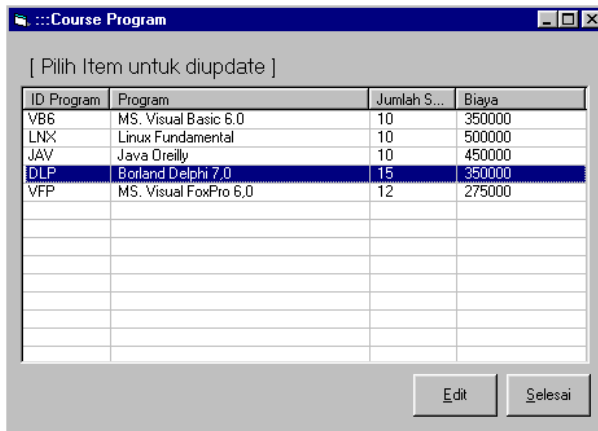 :::Course Program
[ Pilih Item untuk diupdate ]
ID Program Program Jumlah S... Biaya
VB6 MS. Visual Basic 6.0 10 350000
LNX Linux Fundamental 10 500000
JAV Java Oreilly 10 450000
DLP Borland Delphi 7,0 15 350000
VFP MS. Visual FoxPro 6,0 12 275000
Edit Selesai